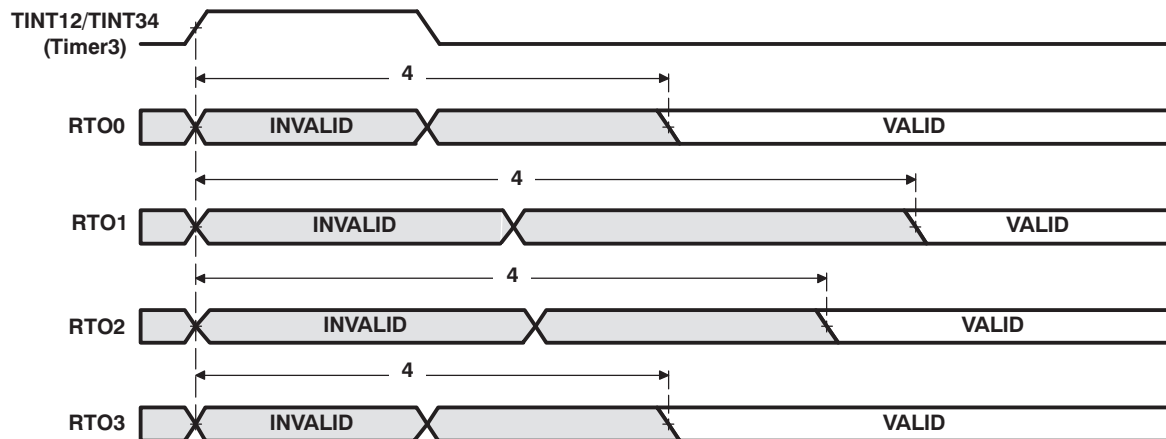 TINT12/TINT34
(Timer3)
4
RTO0 INVALID VALID
4
RTO1 INVALID VALID
4
RTO2 INVALID VALID
4
RTO3 INVALID VALID